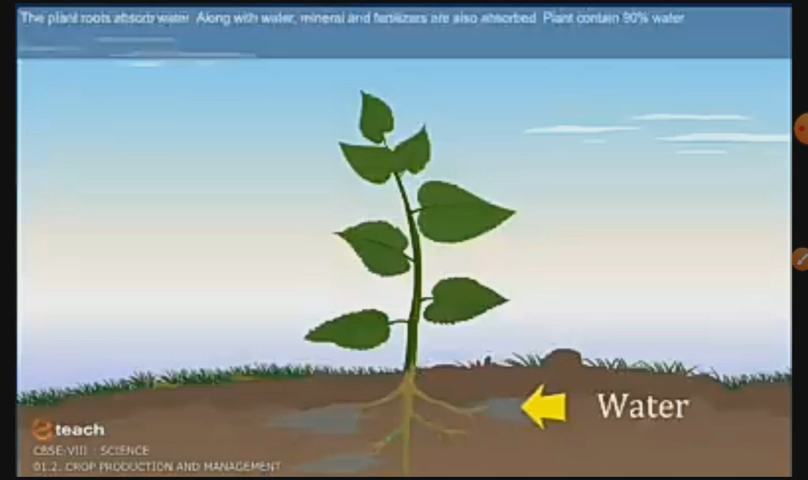 The plant roots absorb water. Along with water, mineral and fertilizers are also absorbed. Plant contain 90% water
Water
teach
CBSE-VIII : SCIENCE
01.2. CROP PRODUCTION AND MANAGEMENT